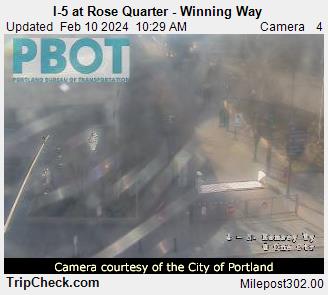 I-5 at Rose Quarter - Winning Way
Updated Feb 10 2024 10:29 AM Camera 4
PBOT
PORTLAND BUREAU OF TRANSPORTATION
Camera courtesy of the City of Portland
TripCheck.com Milepost302.00